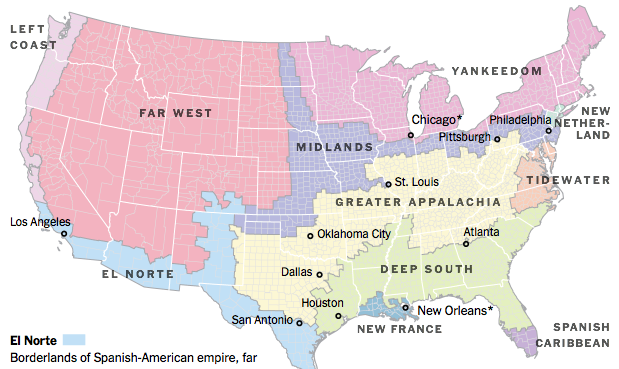 LEFT
COAST
YANKEEDOM
FAR WEST
Chicago*
Philadelphia
NEW
NETHER-
LAND
Pittsburgh
MIDLANDS
St. Louis
TIDEWATER
GREATER APPALACHIA
Los Angeles
Oklahoma City
Atlanta
EL NORTE
Dallas
DEEP SOUTH
Houston
New Orleans*
San Antonio
NEW FRANCE
SPANISH
CARIBBEAN
El Norte
Borderlands of Spanish-American empire, far